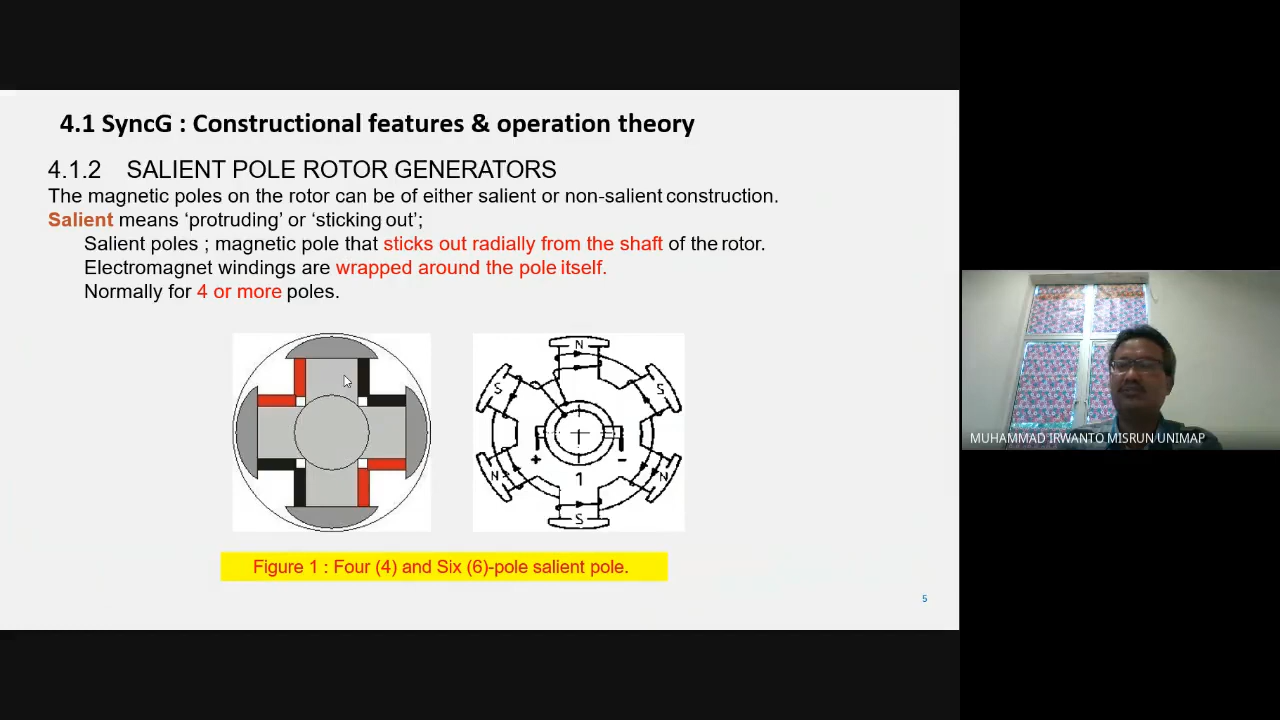 4.1 SyncG : Constructional features & operation theory
4.1.2 SALIENT POLE ROTOR GENERATORS
The magnetic poles on the rotor can be of either salient or non-salient construction.
Salient means ‘protruding’ or ‘sticking out’;
Salient poles ; magnetic pole that sticks out radially from the shaft of the rotor.
Electromagnet windings are wrapped around the pole itself.
Normally for 4 or more poles.
N
S
S
+
-
N
1
N
S
Figure 1 : Four (4) and Six (6)-pole salient pole.
5
MUHAMMAD IRWANTO MISRUN UNIMAP